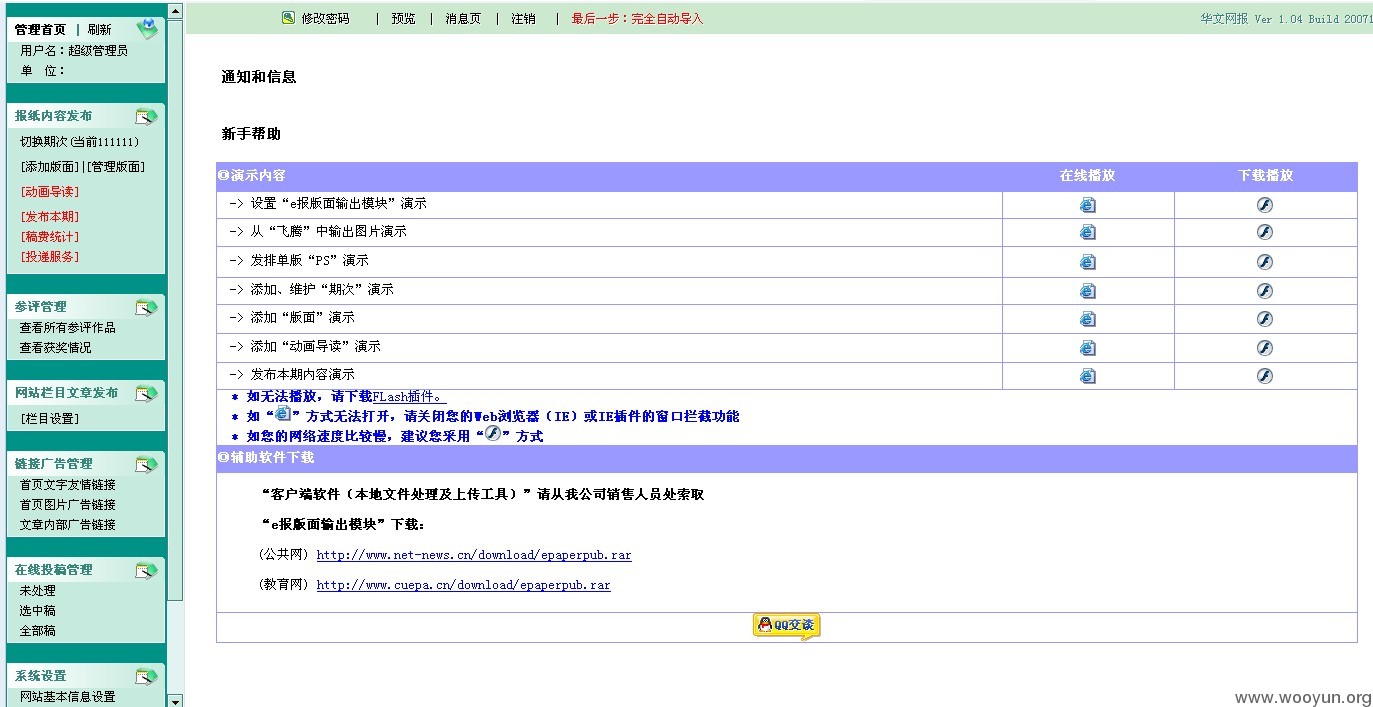 修改密码 | 预览 | 消息页 | 注销 | 最后一步：完全自动导入
华文网报 Ver 1.04 Build 20071
管理首页 | 刷新
用户名：超级管理员
单 位：
报纸内容发布
切换期次(当前111111)
[添加版面]|[管理版面]
[动画导读]
[发布本期]
[稿费统计]
[投递服务]
参评管理
查看所有参评作品
查看获奖情况
网站栏目文章发布
[栏目设置]
链接广告管理
首页文字友情链接
首页图片广告链接
文章内部广告链接
在线投稿管理
未处理
选中稿
全部稿
系统设置
网站基本信息设置
通知和信息
新手帮助
◎演示内容 在线播放 下载播放
-> 设置“e报版面输出模块”演示
-> 从“飞腾”中输出图片演示
-> 发排单版“PS”演示
-> 添加、维护“期次”演示
-> 添加“版面”演示
-> 添加“动画导读”演示
-> 发布本期内容演示
* 如无法播放，请下载FLash插件。
* 如“ ”方式无法打开，请关闭您的Web浏览器（IE）或IE插件的窗口拦截功能
* 如您的网络速度比较慢，建议您采用“ ”方式
◎辅助软件下载
“客户端软件（本地文件处理及上传工具）”请从我公司销售人员处索取
“e报版面输出模块”下载：
(公共网) http://www.net-news.cn/download/epaperpub.rar
(教育网) http://www.cuepa.cn/download/epaperpub.rar
QQ交谈
www.wooyun.org